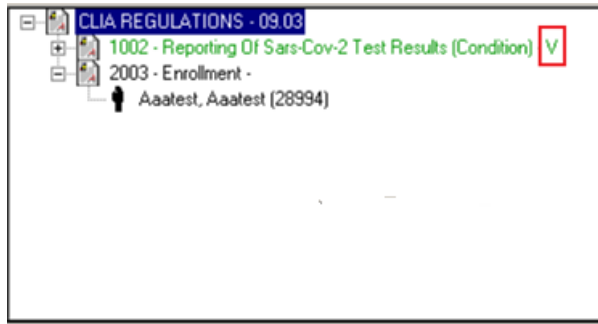 CLIA REGULATIONS - 09.03
1002 - Reporting Of Sars-Cov-2 Test Results (Condition) V
2003 - Enrollment -
Aaatest, Aaatest (28994)